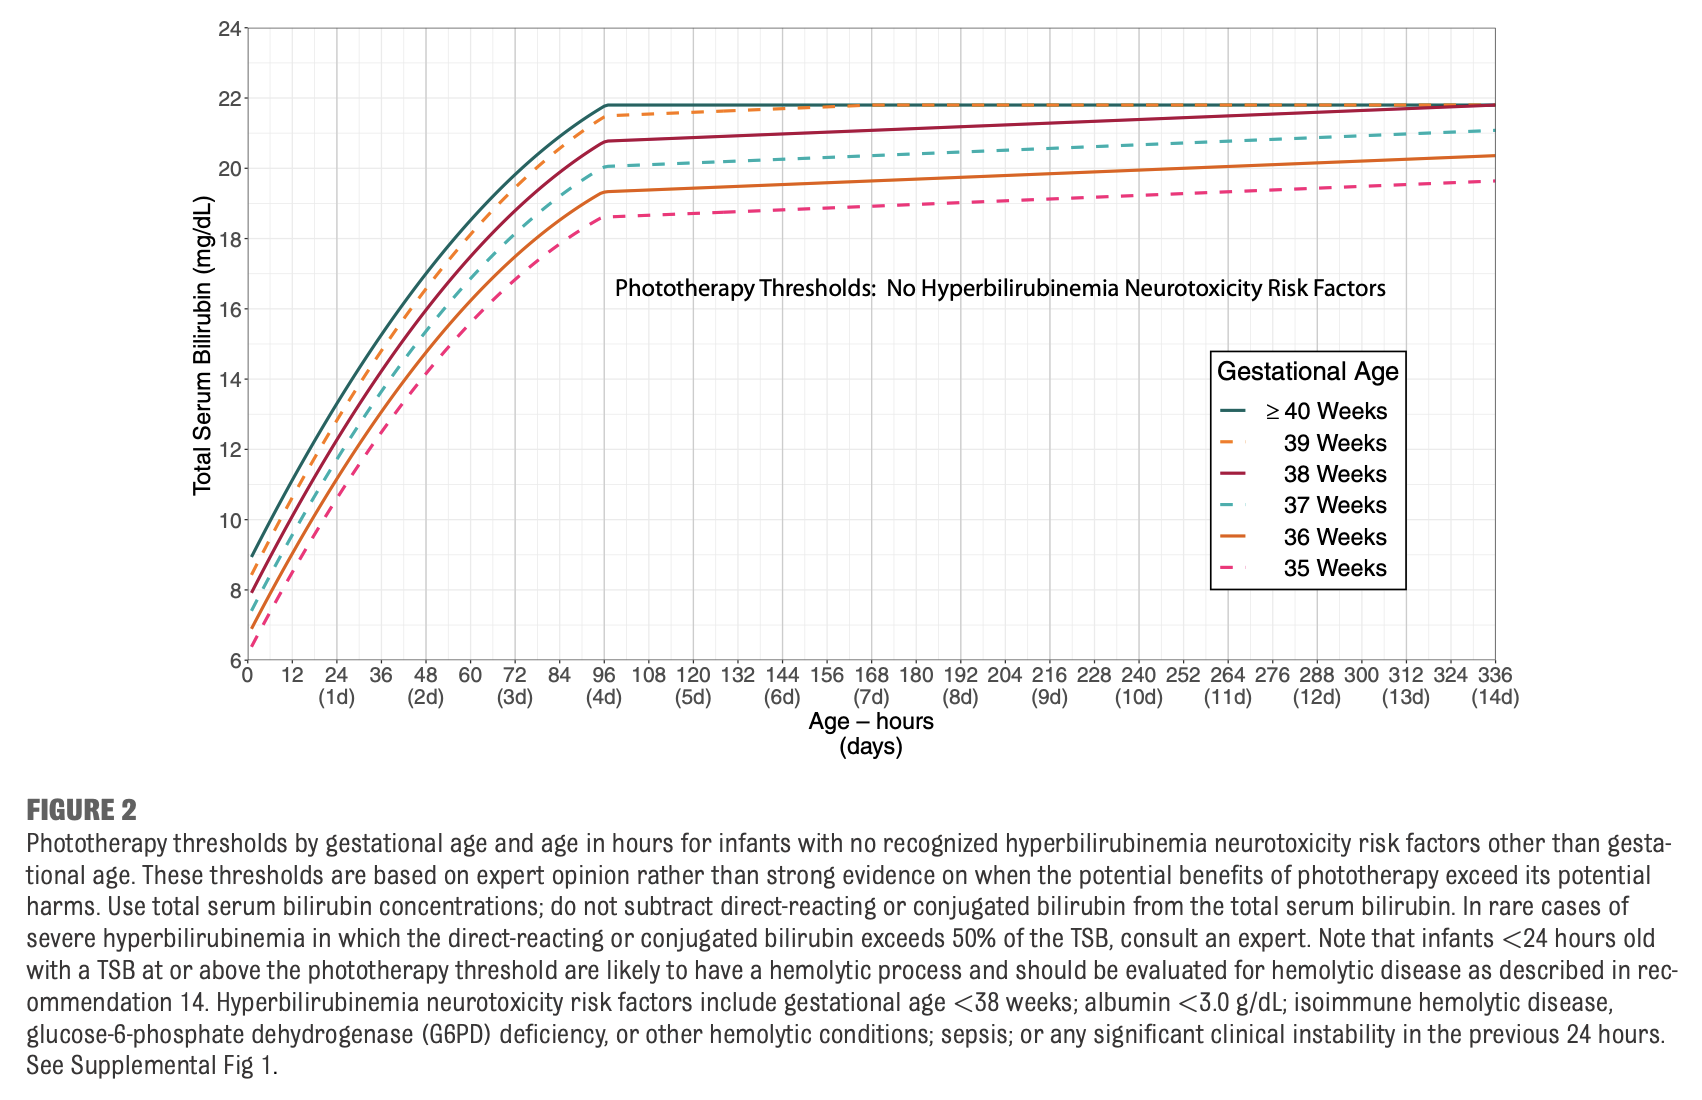 24
22
20
18
16
14
12
10
8
6
Total Serum Bilirubin (mg/dL)
Phototherapy Thresholds: No Hyperbilirubinemia Neurotoxicity Risk Factors
Gestational Age
≥ 40 Weeks
39 Weeks
38 Weeks
37 Weeks
36 Weeks
35 Weeks
0 12 24 36 48 60 72 84 96 108 120 132 144 156 168 180 192 204 216 228 240 252 264 276 288 300 312 324 336
(1d) (2d) (3d) (4d) (5d) (6d) (7d) (8d) (9d) (10d) (11d) (12d) (13d) (14d)
Age – hours
(days)
FIGURE 2
Phototherapy thresholds by gestational age and age in hours for infants with no recognized hyperbilirubinemia neurotoxicity risk factors other than gesta-
tional age. These thresholds are based on expert opinion rather than strong evidence on when the potential benefits of phototherapy exceed its potential
harms. Use total serum bilirubin concentrations; do not subtract direct-reacting or conjugated bilirubin from the total serum bilirubin. In rare cases of
severe hyperbilirubinemia in which the direct-reacting or conjugated bilirubin exceeds 50% of the TSB, consult an expert. Note that infants <24 hours old
with a TSB at or above the phototherapy threshold are likely to have a hemolytic process and should be evaluated for hemolytic disease as described in rec-
ommendation 14. Hyperbilirubinemia neurotoxicity risk factors include gestational age <38 weeks; albumin <3.0 g/dL; isoimmune hemolytic disease,
glucose-6-phosphate dehydrogenase (G6PD) deficiency, or other hemolytic conditions; sepsis; or any significant clinical instability in the previous 24 hours.
See Supplemental Fig 1.